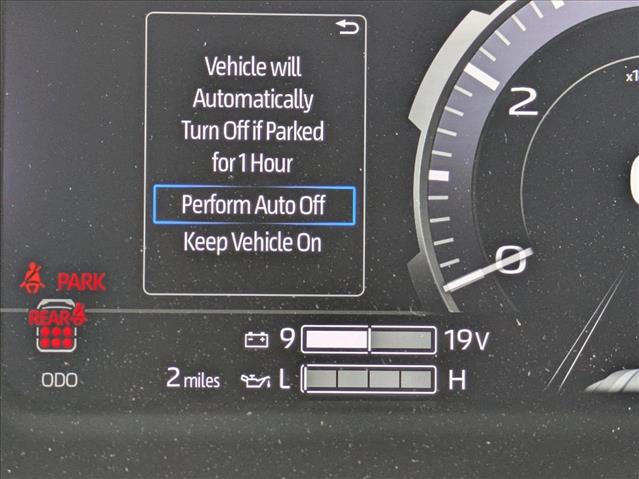 Vehicle will
Automatically
Turn Off if Parked
for 1 Hour
Perform Auto Off
Keep Vehicle On
2
0
PARK
REAR
ODO
9 19V
2 miles L H